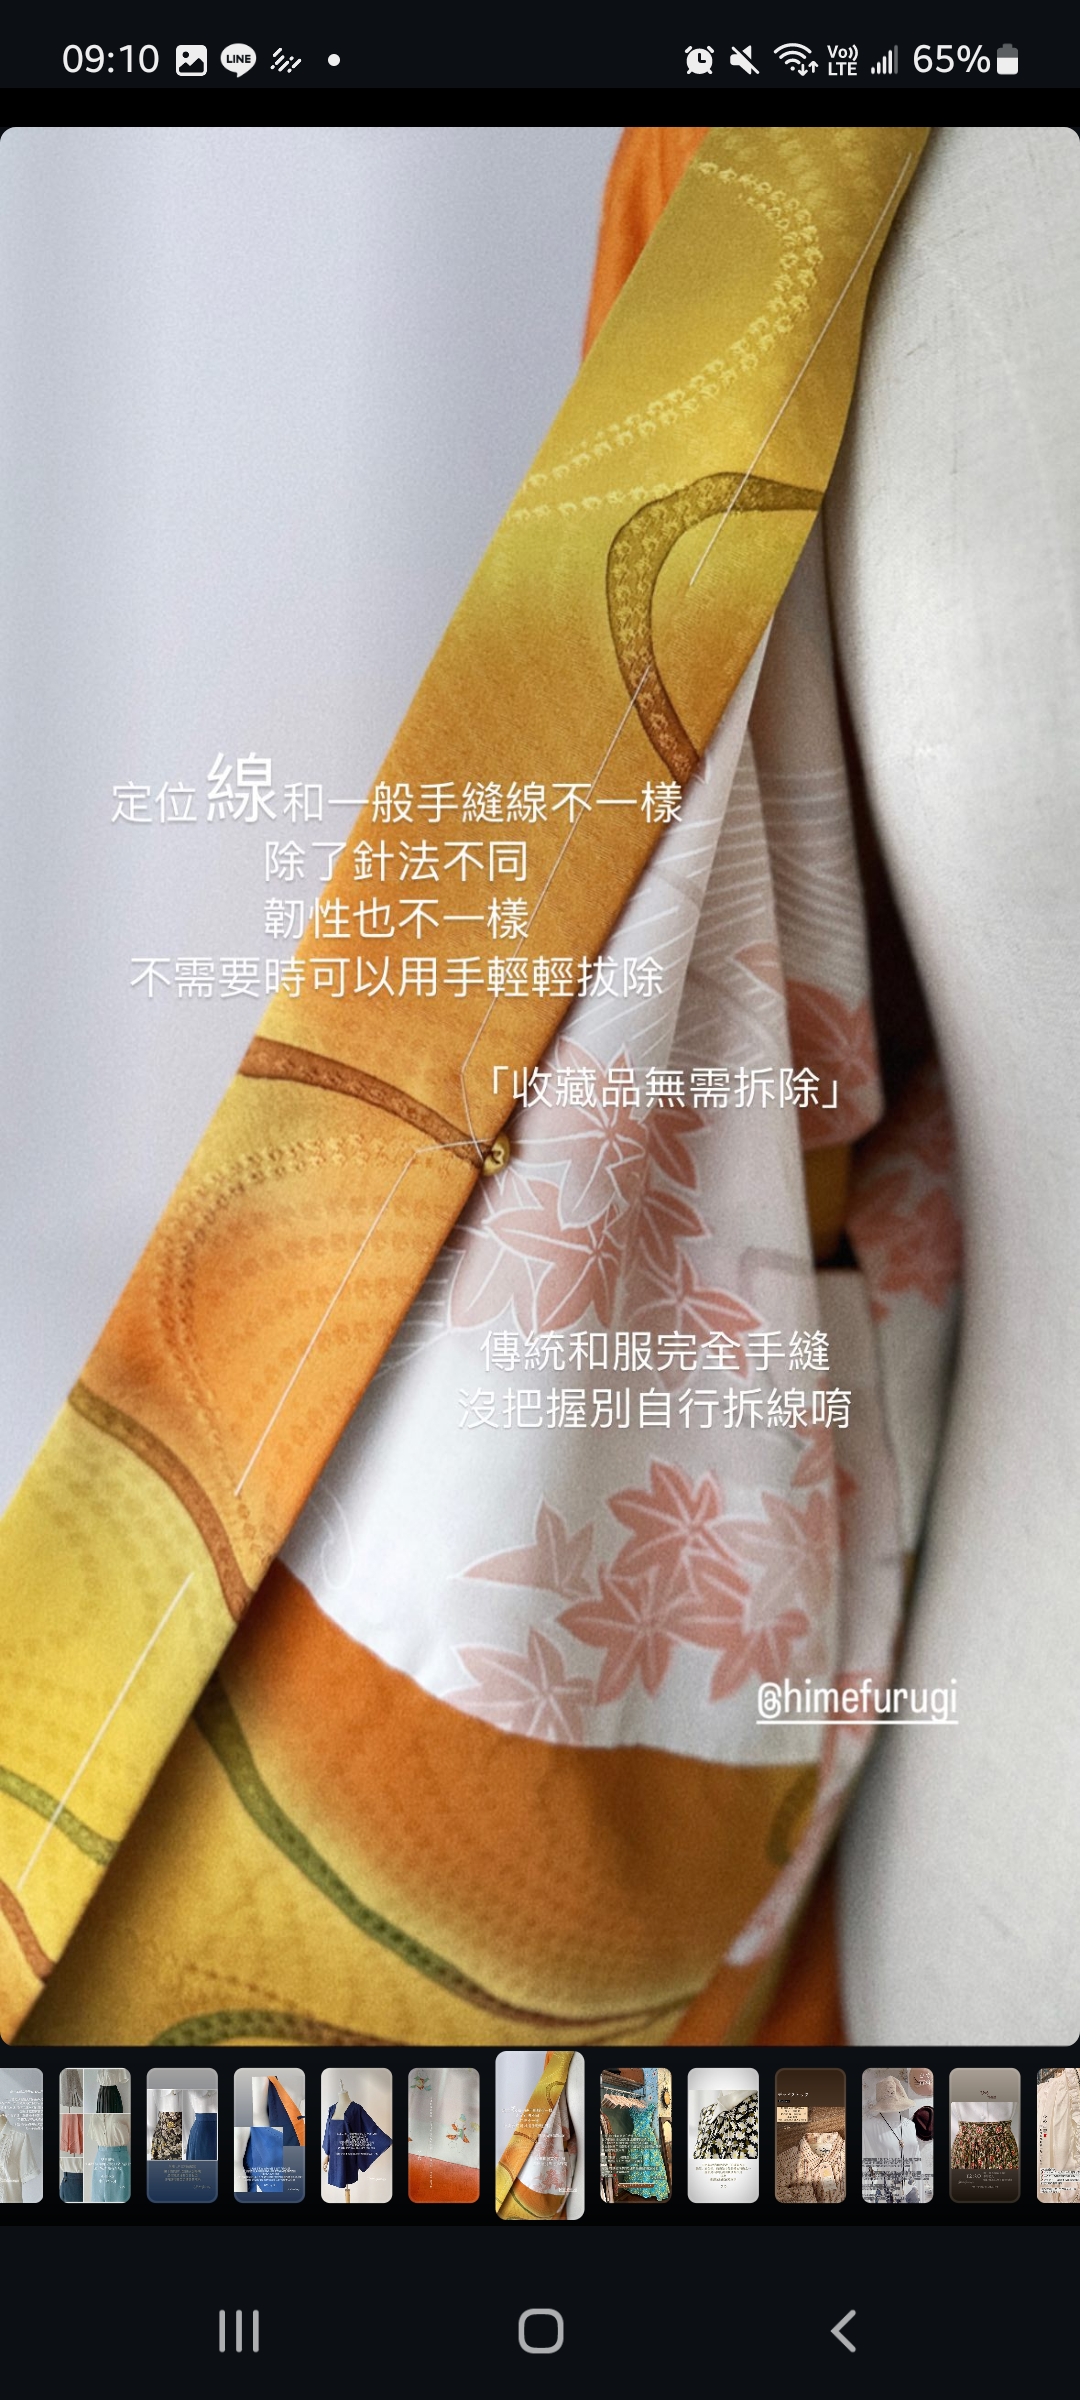 09:10
LINE
Vo))
LTE
65%
定位線和一般手縫線不一樣
除了針法不同
韌性也不一樣
不需要時可以用手輕輕拔除
「收藏品無需拆除」
傳統和服完全手縫
沒把握別自行拆線唷
@himefurugi